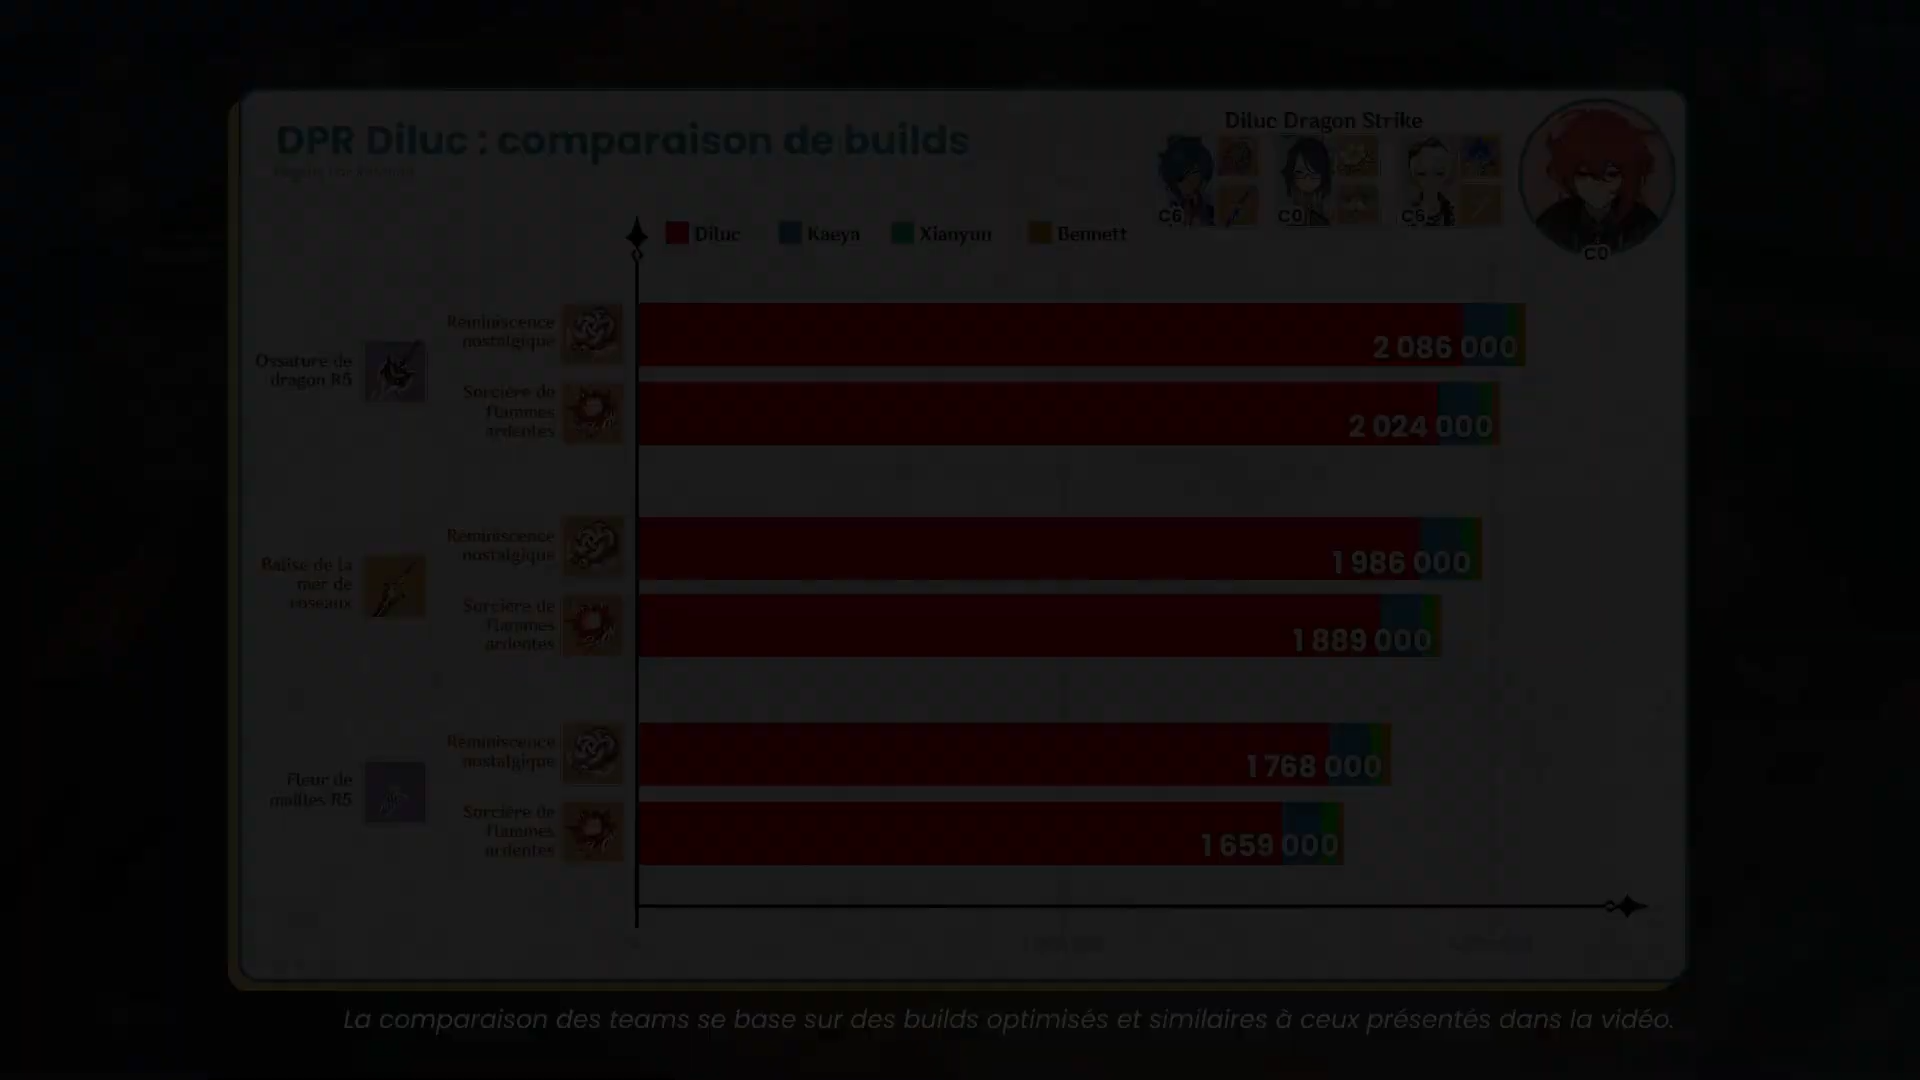 DPR Diluc : comparaison de builds
Diluc Dragon Strike
C6
C0
C5
C0
Diluc
Kaeya
Xianyun
Bennett
Ossature de
dragon R5
Réminiscence
nostalgique
2 086 000
Sorcière de
flammes
ardentes
2 024 000
Balise de la
mer de
roseaux
Réminiscence
nostalgique
1 986 000
Sorcière de
flammes
ardentes
1 889 000
Fleur de
mailles R5
Réminiscence
nostalgique
1 768 000
Sorcière de
flammes
ardentes
1 659 000
La comparaison des teams se base sur des builds optimisés et similaires à ceux présentés dans la vidéo.